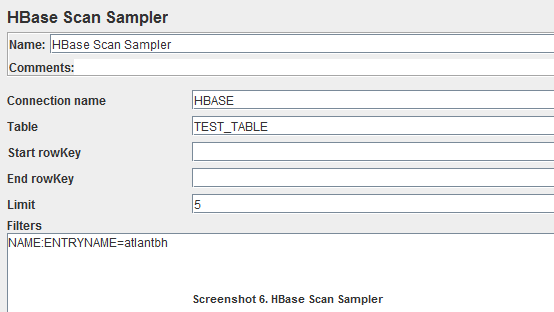 HBase Scan Sampler
Name: HBase Scan Sampler
Comments:
Connection name HBASE
Table TEST_TABLE
Start rowKey
End rowKey
Limit 5
Filters
NAME:ENTRYNAME=atlantbh
Screenshot 6. HBase Scan Sampler